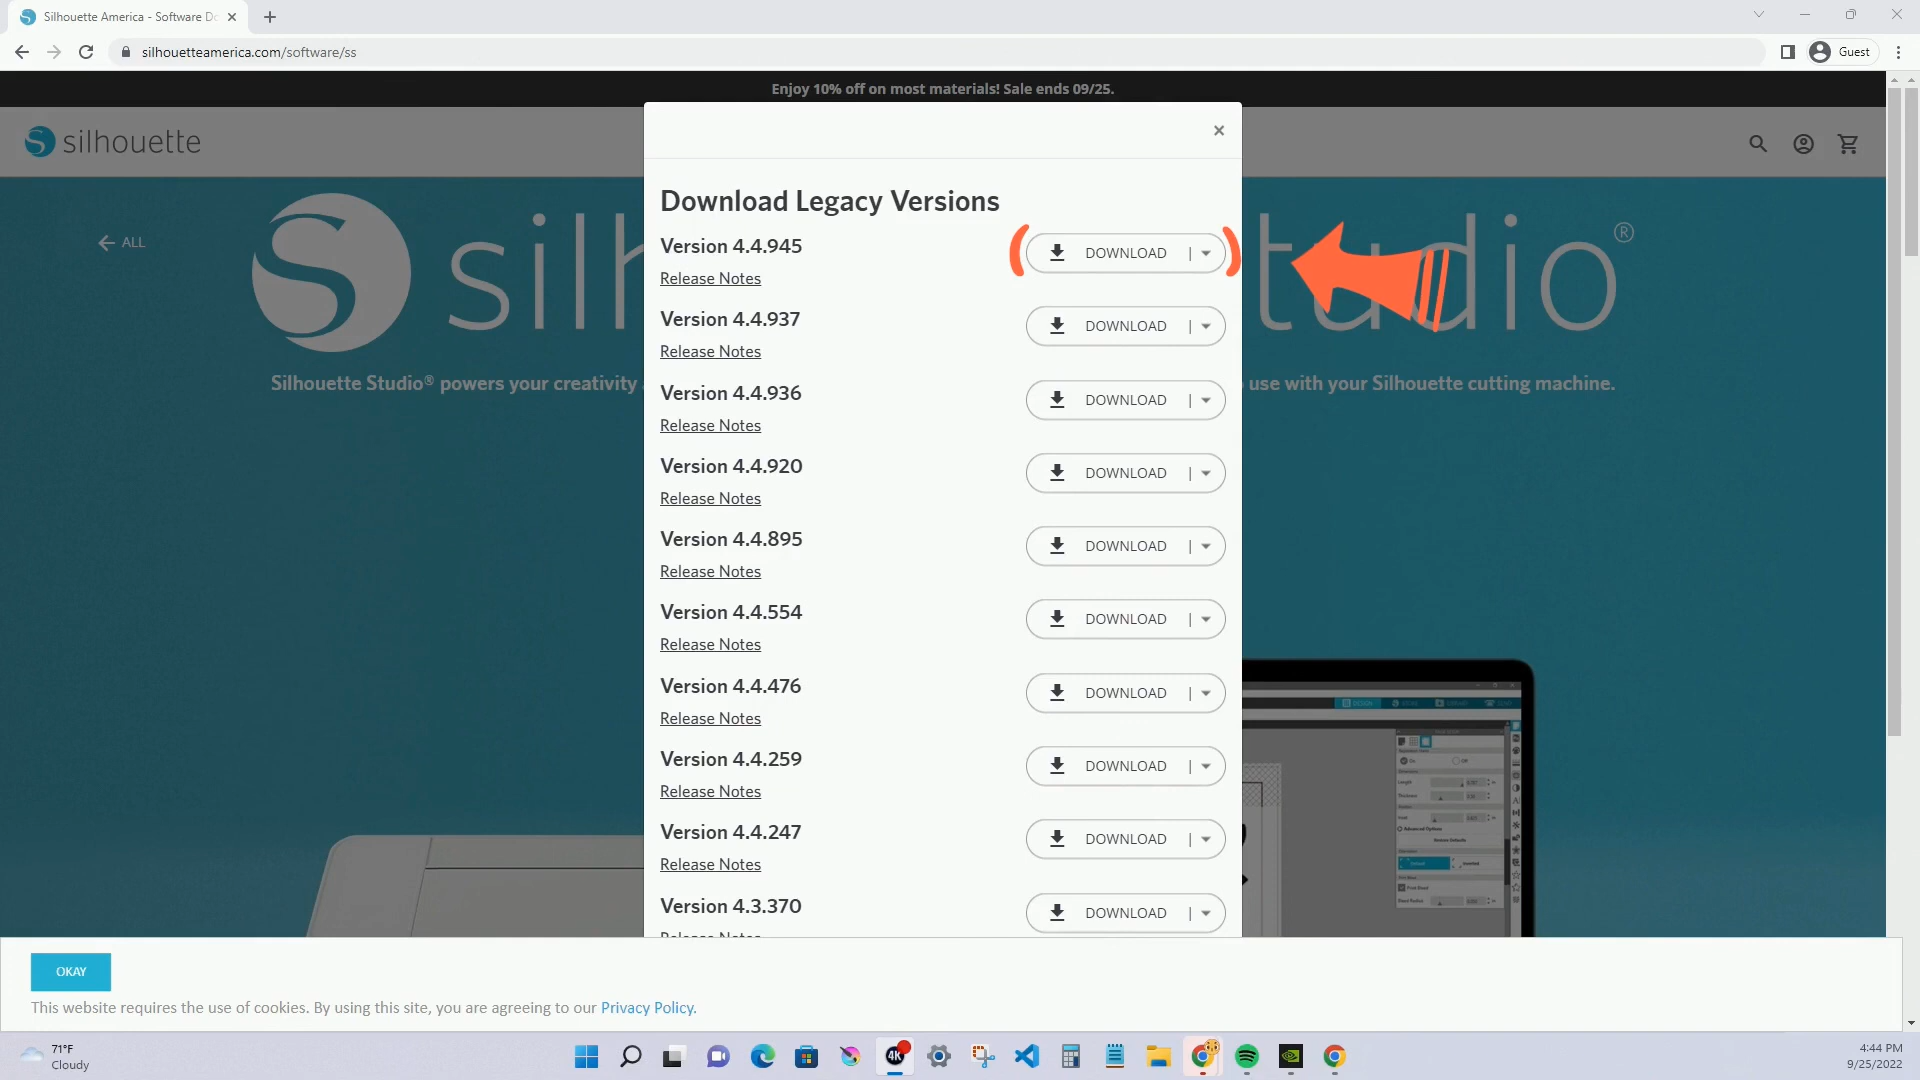 Silhouette America - Software Do
silhouetteamerica.com/software/ss
Guest
Enjoy 10% off on most materials! Sale ends 09/25.
silhouette
ALL
®
Silhouette Studio® powers your creativity
use with your Silhouette cutting machine.
Download Legacy Versions
Version 4.4.945
DOWNLOAD
Release Notes
Version 4.4.937
DOWNLOAD
Release Notes
Version 4.4.936
DOWNLOAD
Release Notes
Version 4.4.920
DOWNLOAD
Release Notes
Version 4.4.895
DOWNLOAD
Release Notes
Version 4.4.554
DOWNLOAD
Release Notes
Version 4.4.476
DOWNLOAD
Release Notes
Version 4.4.259
DOWNLOAD
Release Notes
Version 4.4.247
DOWNLOAD
Release Notes
Version 4.3.370
DOWNLOAD
Release Notes
OKAY
This website requires the use of cookies. By using this site, you are agreeing to our Privacy Policy.
71°F
Cloudy
4K
4:44 PM
9/25/2022